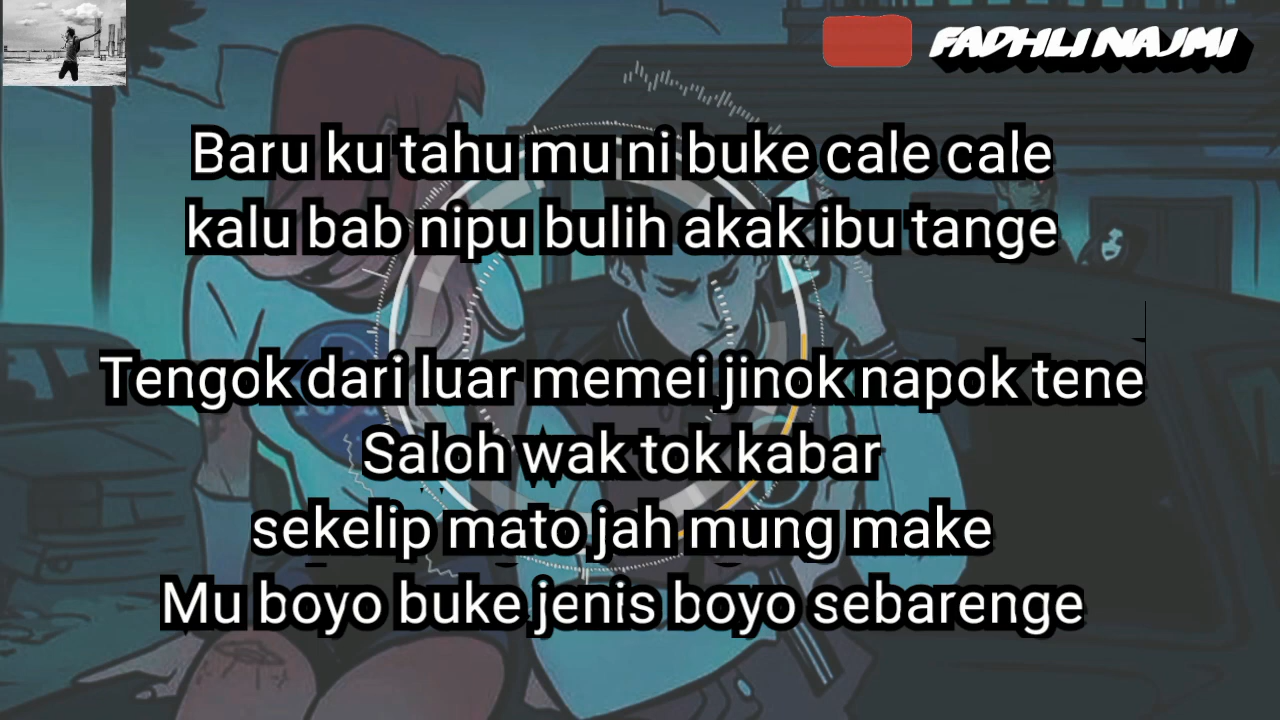 FADHLI NAJMI
Baru ku tahu mu ni buke cale cale
kalu bab nipu bulih akak ibu tange
Tengok dari luar memei jinok napok tene
Saloh wak tok kabar
sekelip mato jah mung make
Mu boyo buke jenis boyo sebarenge